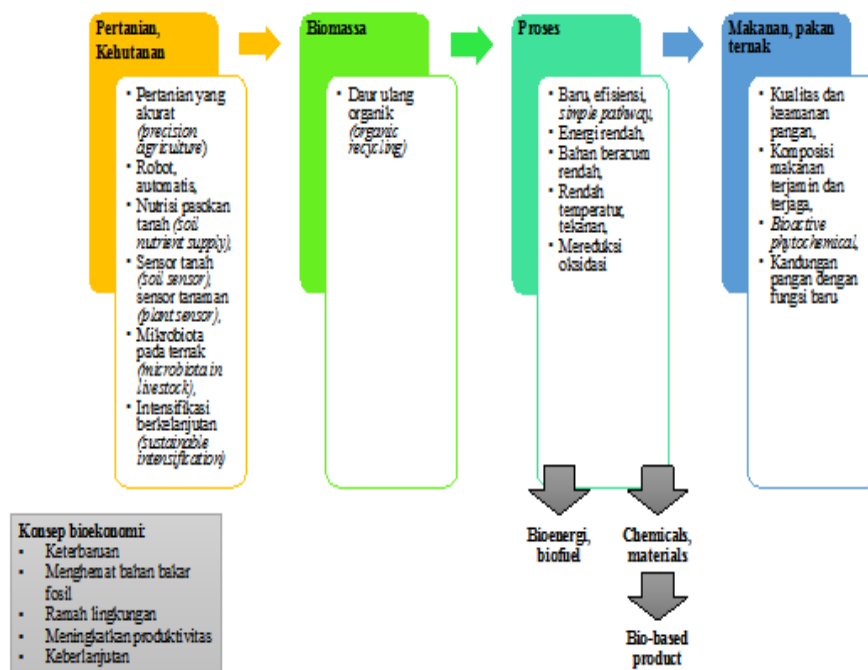 Pertanian,
Kehutanan
• Pertanian yang
akurat
(precision
agriculture)
• Robot,
automatis,
• Nutrisi pasokan
tanah (soil
nutrient supply),
• Sensor tanah
(soil sensor),
sensor tanaman
(plant sensor),
• Mikrobiota
pada ternak
(microbiota in
livestock),
• Intensifikasi
berkelanjutan
(sustainable
intensification)
Biomassa
• Daur ulang
organik
(organic
recycling)
Proses
• Baru, efisiensi,
simple pathway,
• Energi rendah,
• Bahan beracum
rendah,
• Rendah
temperatur,
tekanan,
• Mereduksi
oksidasi
Makanan, pakan
ternak
• Kualitas dan
keamanan
pangan,
• Komposisi
makanan
terjamin dan
terjaga,
• Bioactive
phytochemical,
• Kandungan
pangan dengan
fungsi baru
Bioenergi,
biofuel
Chemicals,
materials
Bio-based
product
Konsep bioekonomi:
▪ Keterbaruan
▪ Menghemat bahan bakar
fosil
▪ Ramah lingkungan
▪ Meningkatkan produktivitas
▪ Keberlanjutan